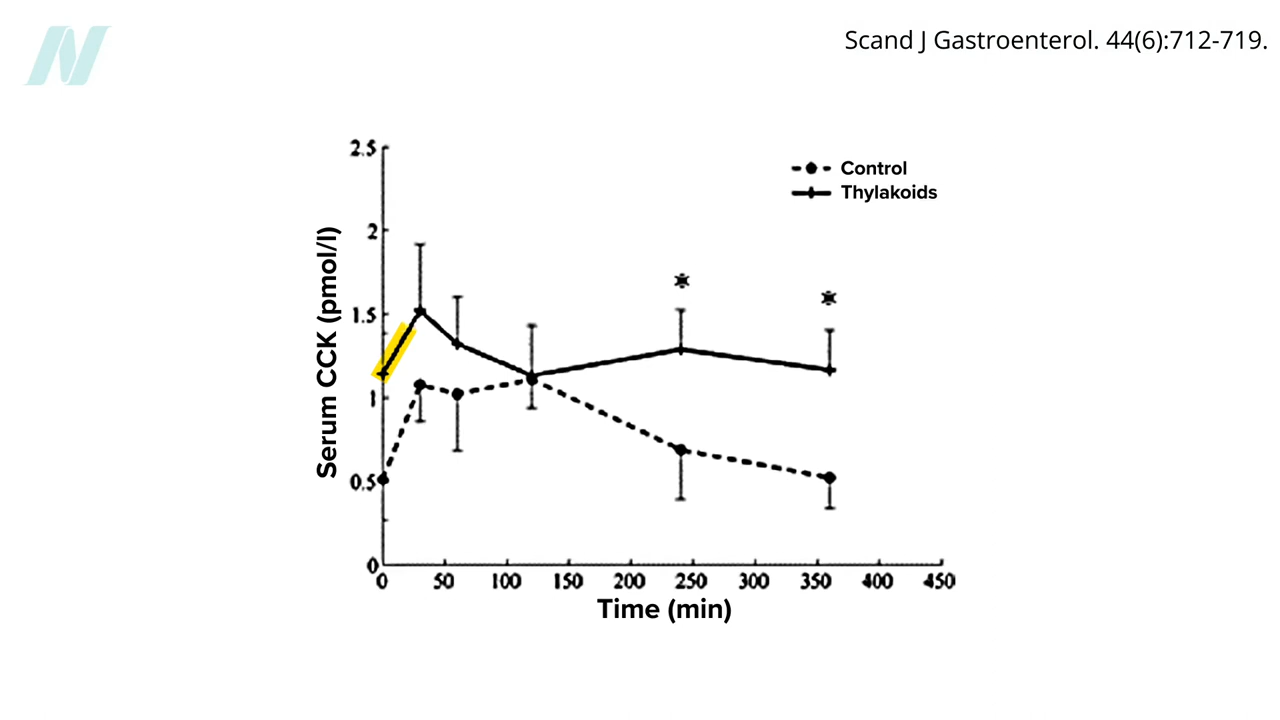 Scand J Gastroenterol. 44(6):712-719.
2.5
2
1.5
1
0.5
0
Serum CCK (pmol/l)
Control
Thylakoids
0 50 100 150 200 250 300 350 400 450
Time (min)